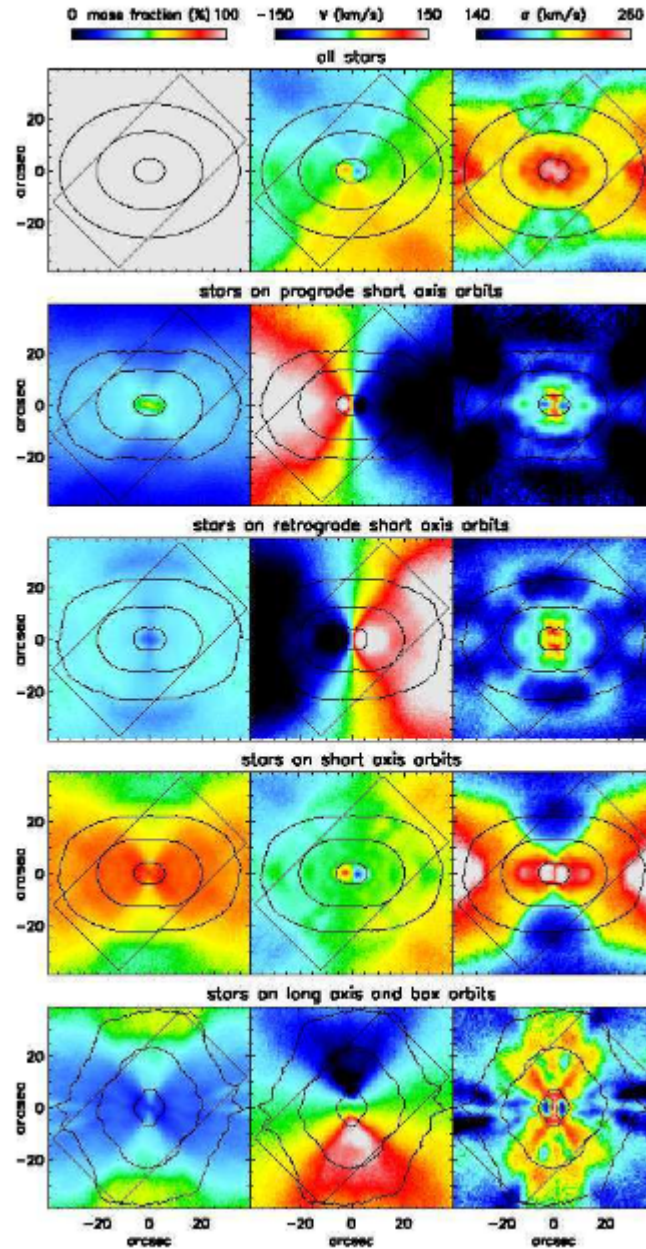 0 mass fraction [%] 100 -150 V [km/s] 150 140 σ [km/s] 260
all stars
arcsec
20
0
-20
stars on prograde short axis orbits
arcsec
20
0
-20
stars on retrograde short axis orbits
arcsec
20
0
-20
stars on short axis orbits
arcsec
20
0
-20
stars on long axis and box orbits
arcsec
20
0
-20
-20 0 20 -20 0 20 -20 0 20
arcsec arcsec arcsec